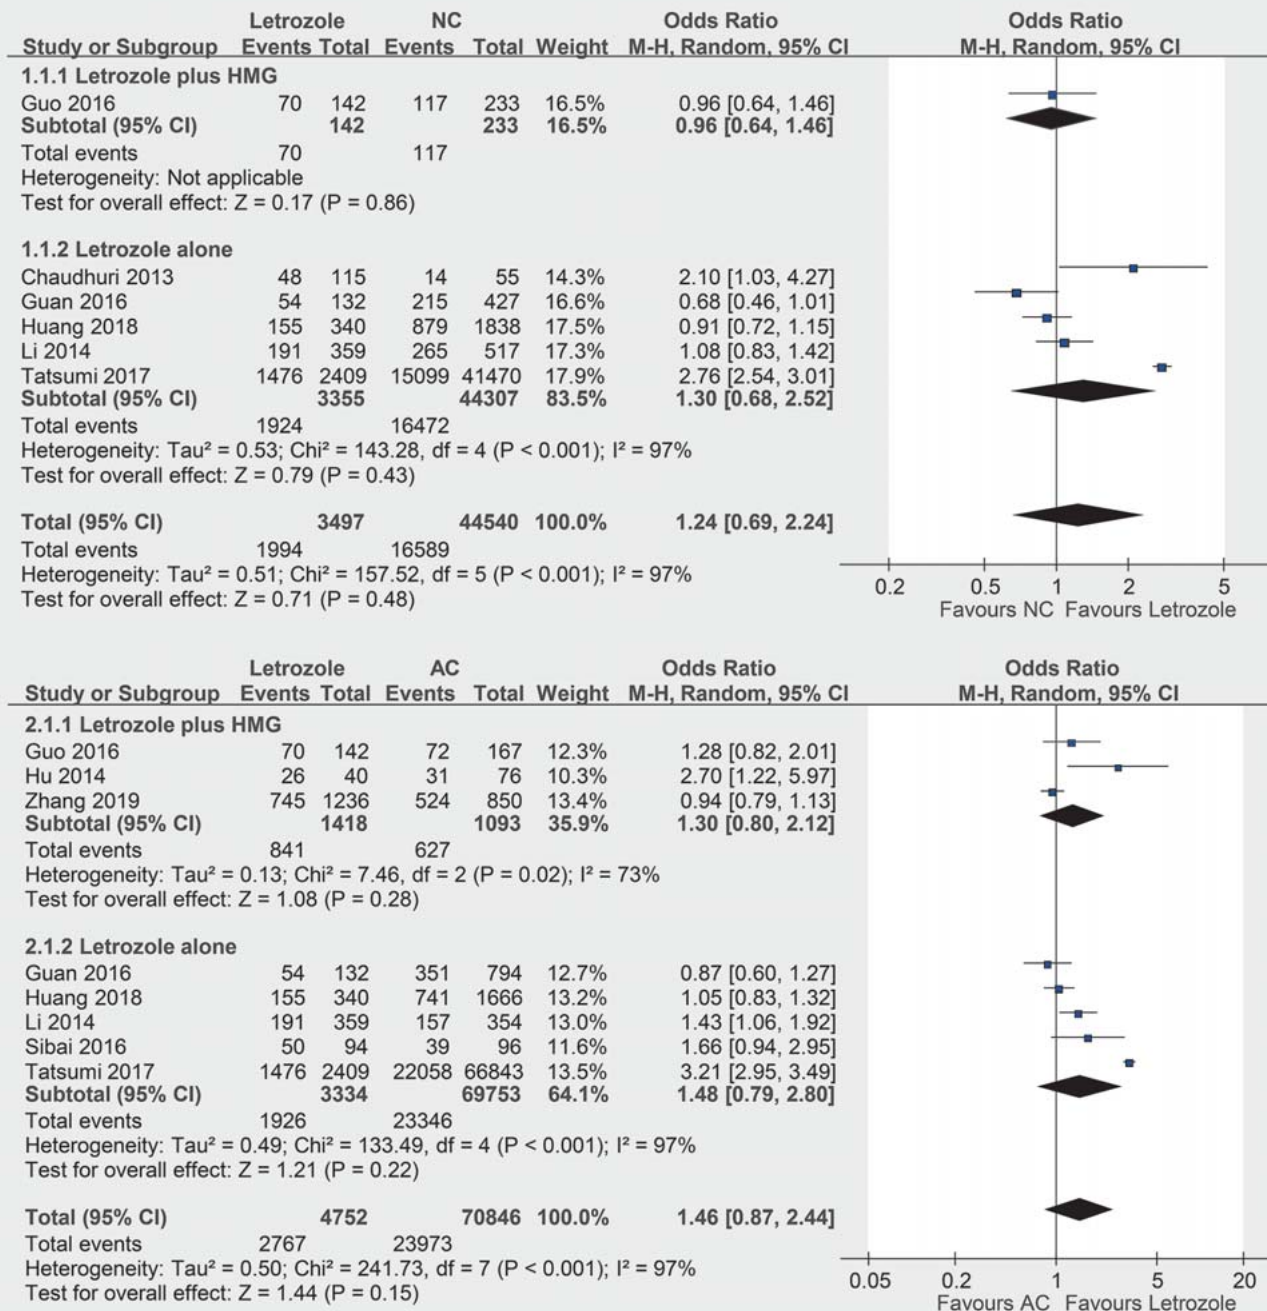 Letrozole NC Odds Ratio Odds Ratio
Study or Subgroup Events Total Events Total Weight M-H, Random, 95% CI M-H, Random, 95% CI
1.1.1 Letrozole plus HMG
Guo 2016 70 142 117 233 16.5% 0.96 [0.64, 1.46]
Subtotal (95% CI) 142 233 16.5% 0.96 [0.64, 1.46]
Total events 70 117
Heterogeneity: Not applicable
Test for overall effect: Z = 0.17 (P = 0.86)
1.1.2 Letrozole alone
Chaudhuri 2013 48 115 14 55 14.3% 2.10 [1.03, 4.27]
Guan 2016 54 132 215 427 16.6% 0.68 [0.46, 1.01]
Huang 2018 155 340 879 1838 17.5% 0.91 [0.72, 1.15]
Li 2014 191 359 265 517 17.3% 1.08 [0.83, 1.42]
Tatsumi 2017 1476 2409 15099 41470 17.9% 2.76 [2.54, 3.01]
Subtotal (95% CI) 3355 44307 83.5% 1.30 [0.68, 2.52]
Total events 1924 16472
Heterogeneity: Tau² = 0.53; Chi² = 143.28, df = 4 (P < 0.001); I² = 97%
Test for overall effect: Z = 0.79 (P = 0.43)
Total (95% CI) 3497 44540 100.0% 1.24 [0.69, 2.24]
Total events 1994 16589
Heterogeneity: Tau² = 0.51; Chi² = 157.52, df = 5 (P < 0.001); I² = 97%
Test for overall effect: Z = 0.71 (P = 0.48)
0.2 0.5 1 2 5
Favours NC Favours Letrozole
Letrozole AC Odds Ratio Odds Ratio
Study or Subgroup Events Total Events Total Weight M-H, Random, 95% CI M-H, Random, 95% CI
2.1.1 Letrozole plus HMG
Guo 2016 70 142 72 167 12.3% 1.28 [0.82, 2.01]
Hu 2014 26 40 31 76 10.3% 2.70 [1.22, 5.97]
Zhang 2019 745 1236 524 850 13.4% 0.94 [0.79, 1.13]
Subtotal (95% CI) 1418 1093 35.9% 1.30 [0.80, 2.12]
Total events 841 627
Heterogeneity: Tau² = 0.13; Chi² = 7.46, df = 2 (P = 0.02); I² = 73%
Test for overall effect: Z = 1.08 (P = 0.28)
2.1.2 Letrozole alone
Guan 2016 54 132 351 794 12.7% 0.87 [0.60, 1.27]
Huang 2018 155 340 741 1666 13.2% 1.05 [0.83, 1.32]
Li 2014 191 359 157 354 13.0% 1.43 [1.06, 1.92]
Sibai 2016 50 94 39 96 11.6% 1.66 [0.94, 2.95]
Tatsumi 2017 1476 2409 22058 66843 13.5% 3.21 [2.95, 3.49]
Subtotal (95% CI) 3334 69753 64.1% 1.48 [0.79, 2.80]
Total events 1926 23346
Heterogeneity: Tau² = 0.49; Chi² = 133.49, df = 4 (P < 0.001); I² = 97%
Test for overall effect: Z = 1.21 (P = 0.22)
Total (95% CI) 4752 70846 100.0% 1.46 [0.87, 2.44]
Total events 2767 23973
Heterogeneity: Tau² = 0.50; Chi² = 241.73, df = 7 (P < 0.001); I² = 97%
Test for overall effect: Z = 1.44 (P = 0.15)
0.05 0.2 1 5 20
Favours AC Favours Letrozole